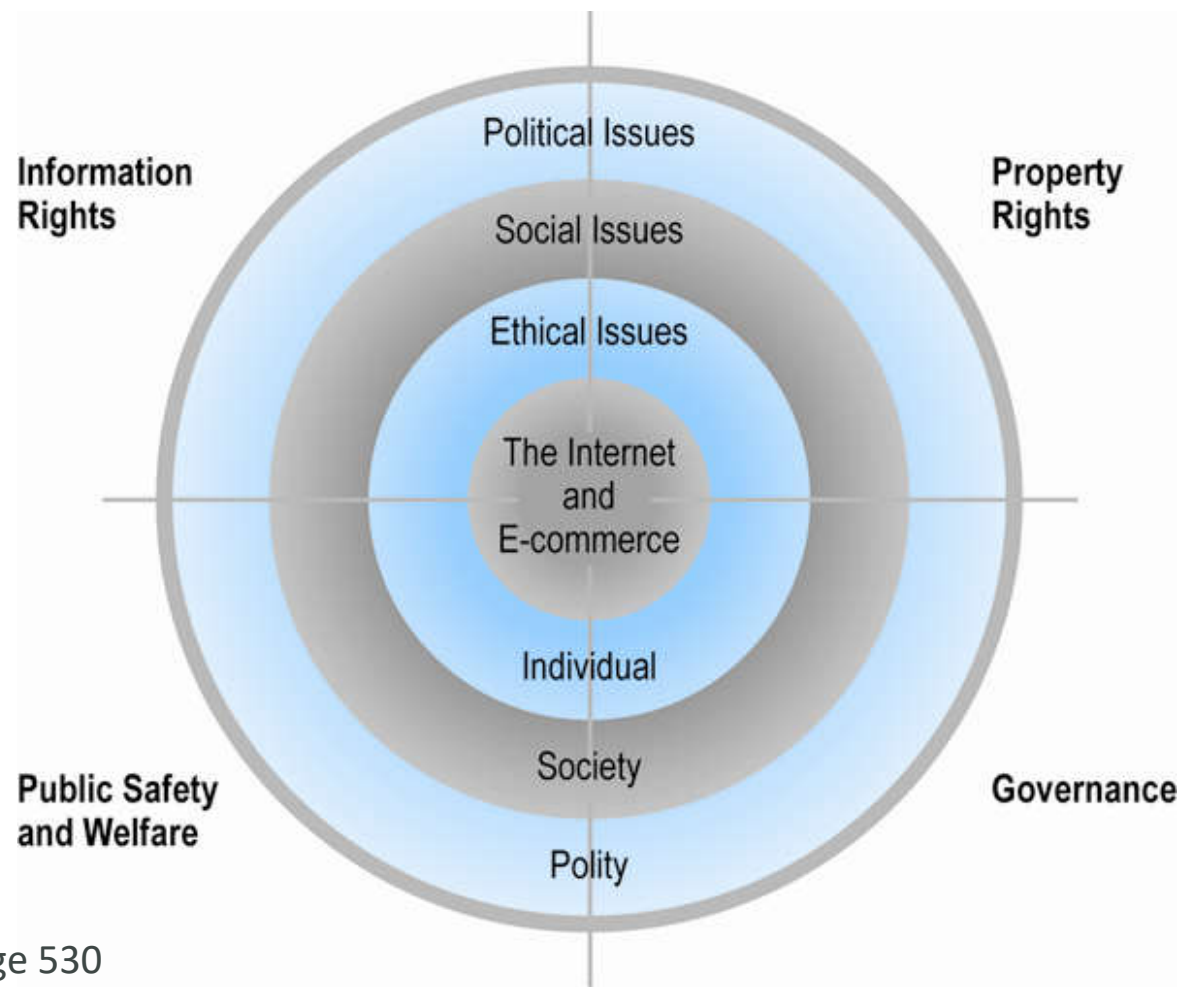 Political Issues
Information
Rights
Property
Rights
Social Issues
Ethical Issues
The Internet
and
E-commerce
Individual
Society
Public Safety
and Welfare
Governance
Polity
ge 530